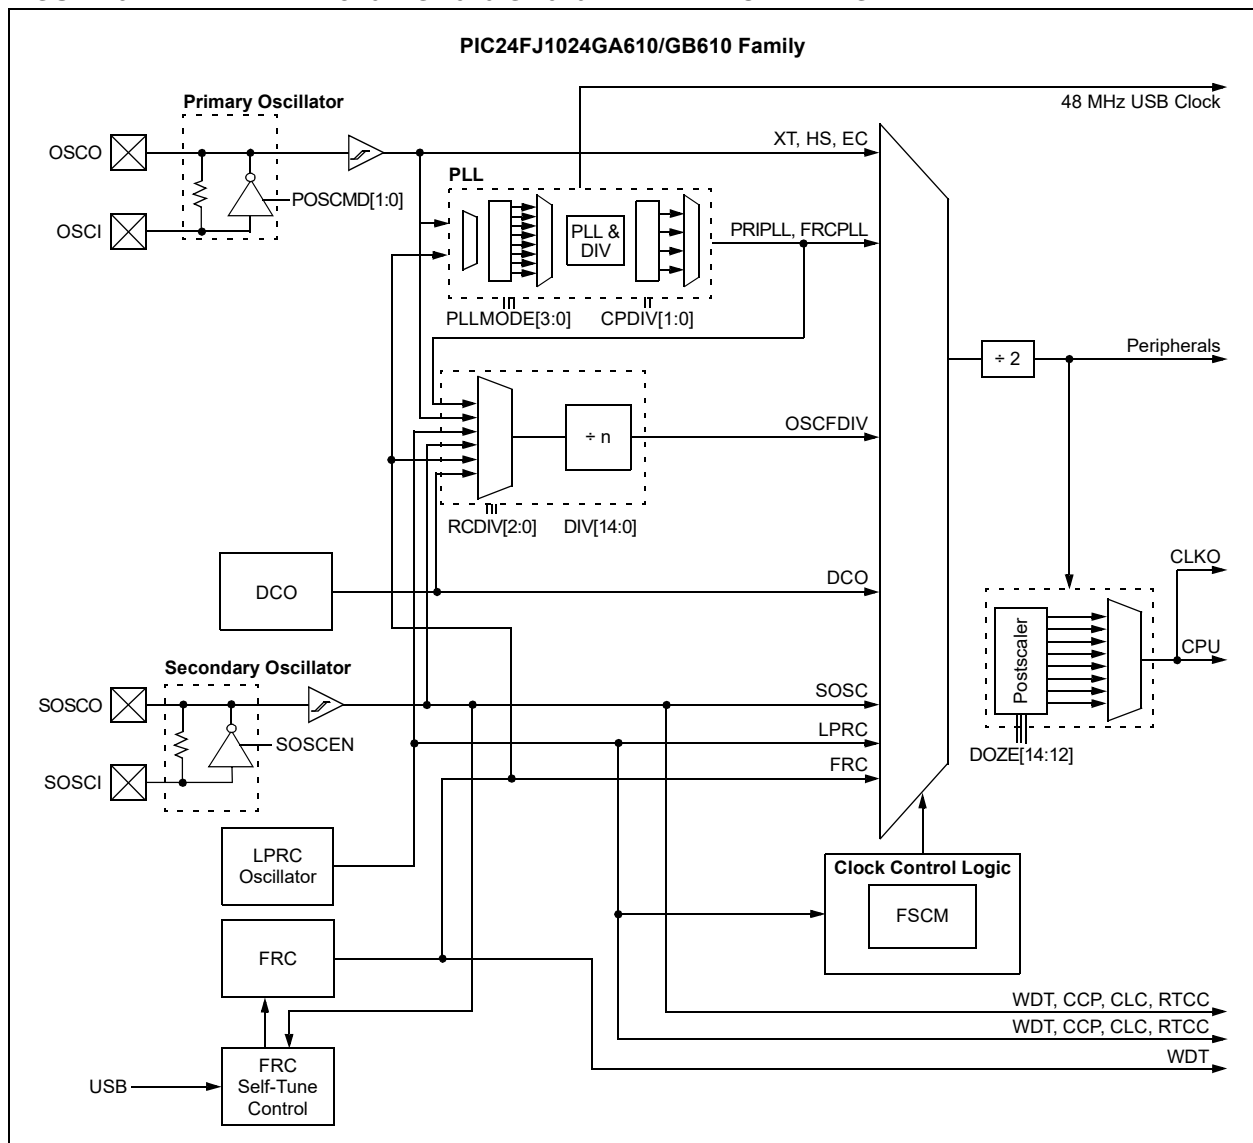 PIC24FJ1024GA610/GB610 Family
Primary Oscillator
48 MHz USB Clock
OSCO
XT, HS, EC
PLL
POSCMD[1:0]
OSCI
PLL &
DIV
PRIPLL, FRCPLL
PLLMODE[3:0]
CPDIV[1:0]
÷ 2
Peripherals
÷ n
OSCFDIV
RCDIV[2:0]
DIV[14:0]
DCO
DCO
CLKO
Postscaler
CPU
DOZE[14:12]
Secondary Oscillator
SOSCO
SOSC
SOSCEN
LPRC
SOSCI
FRC
LPRC
Oscillator
Clock Control Logic
FSCM
FRC
WDT, CCP, CLC, RTCC
WDT, CCP, CLC, RTCC
WDT
FRC
Self-Tune
Control
USB